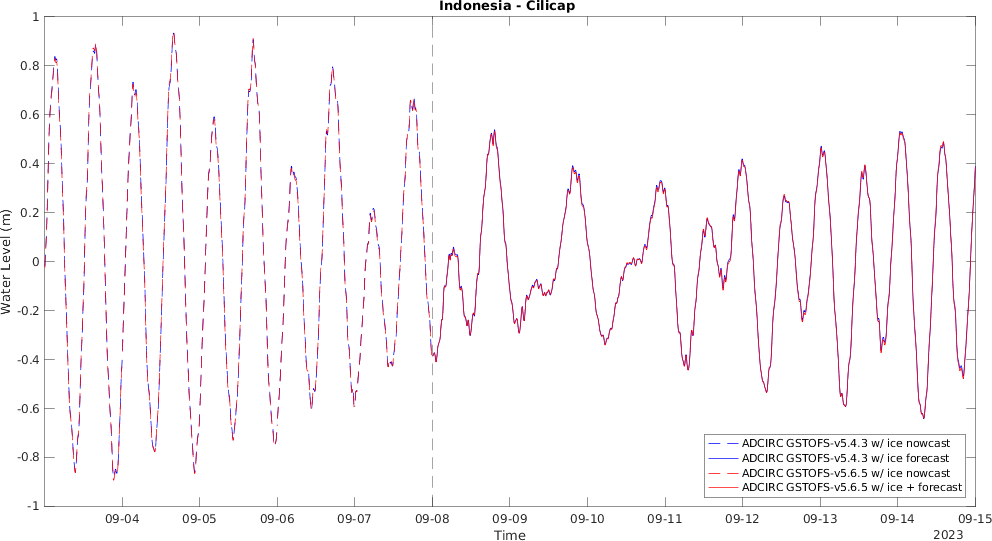 Indonesia - Cilicap
Water Level (m)
1
0.8
0.6
0.4
0.2
0
-0.2
-0.4
-0.6
-0.8
-1
ADCIRC GSTOFS-v5.4.3 w/ ice nowcast
ADCIRC GSTOFS-v5.4.3 w/ ice forecast
ADCIRC GSTOFS-v5.6.5 w/ ice nowcast
ADCIRC GSTOFS-v5.6.5 w/ ice + forecast
09-04 09-05 09-06 09-07 09-08 09-09 09-10 09-11 09-12 09-13 09-14 09-15
Time
2023